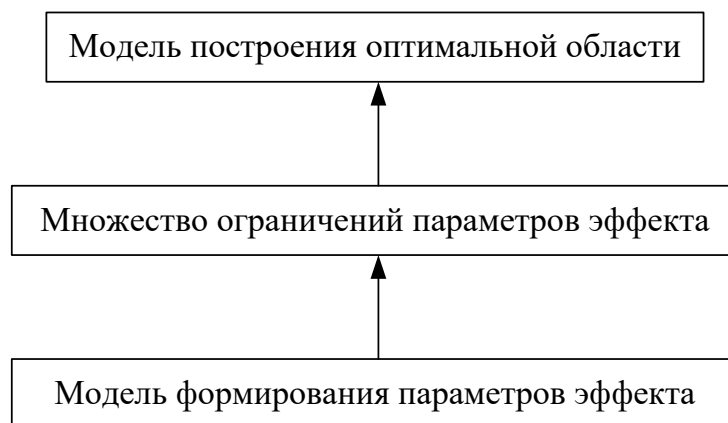 Модель построения оптимальной области
Множество ограничений параметров эффекта
Модель формирования параметров эффекта